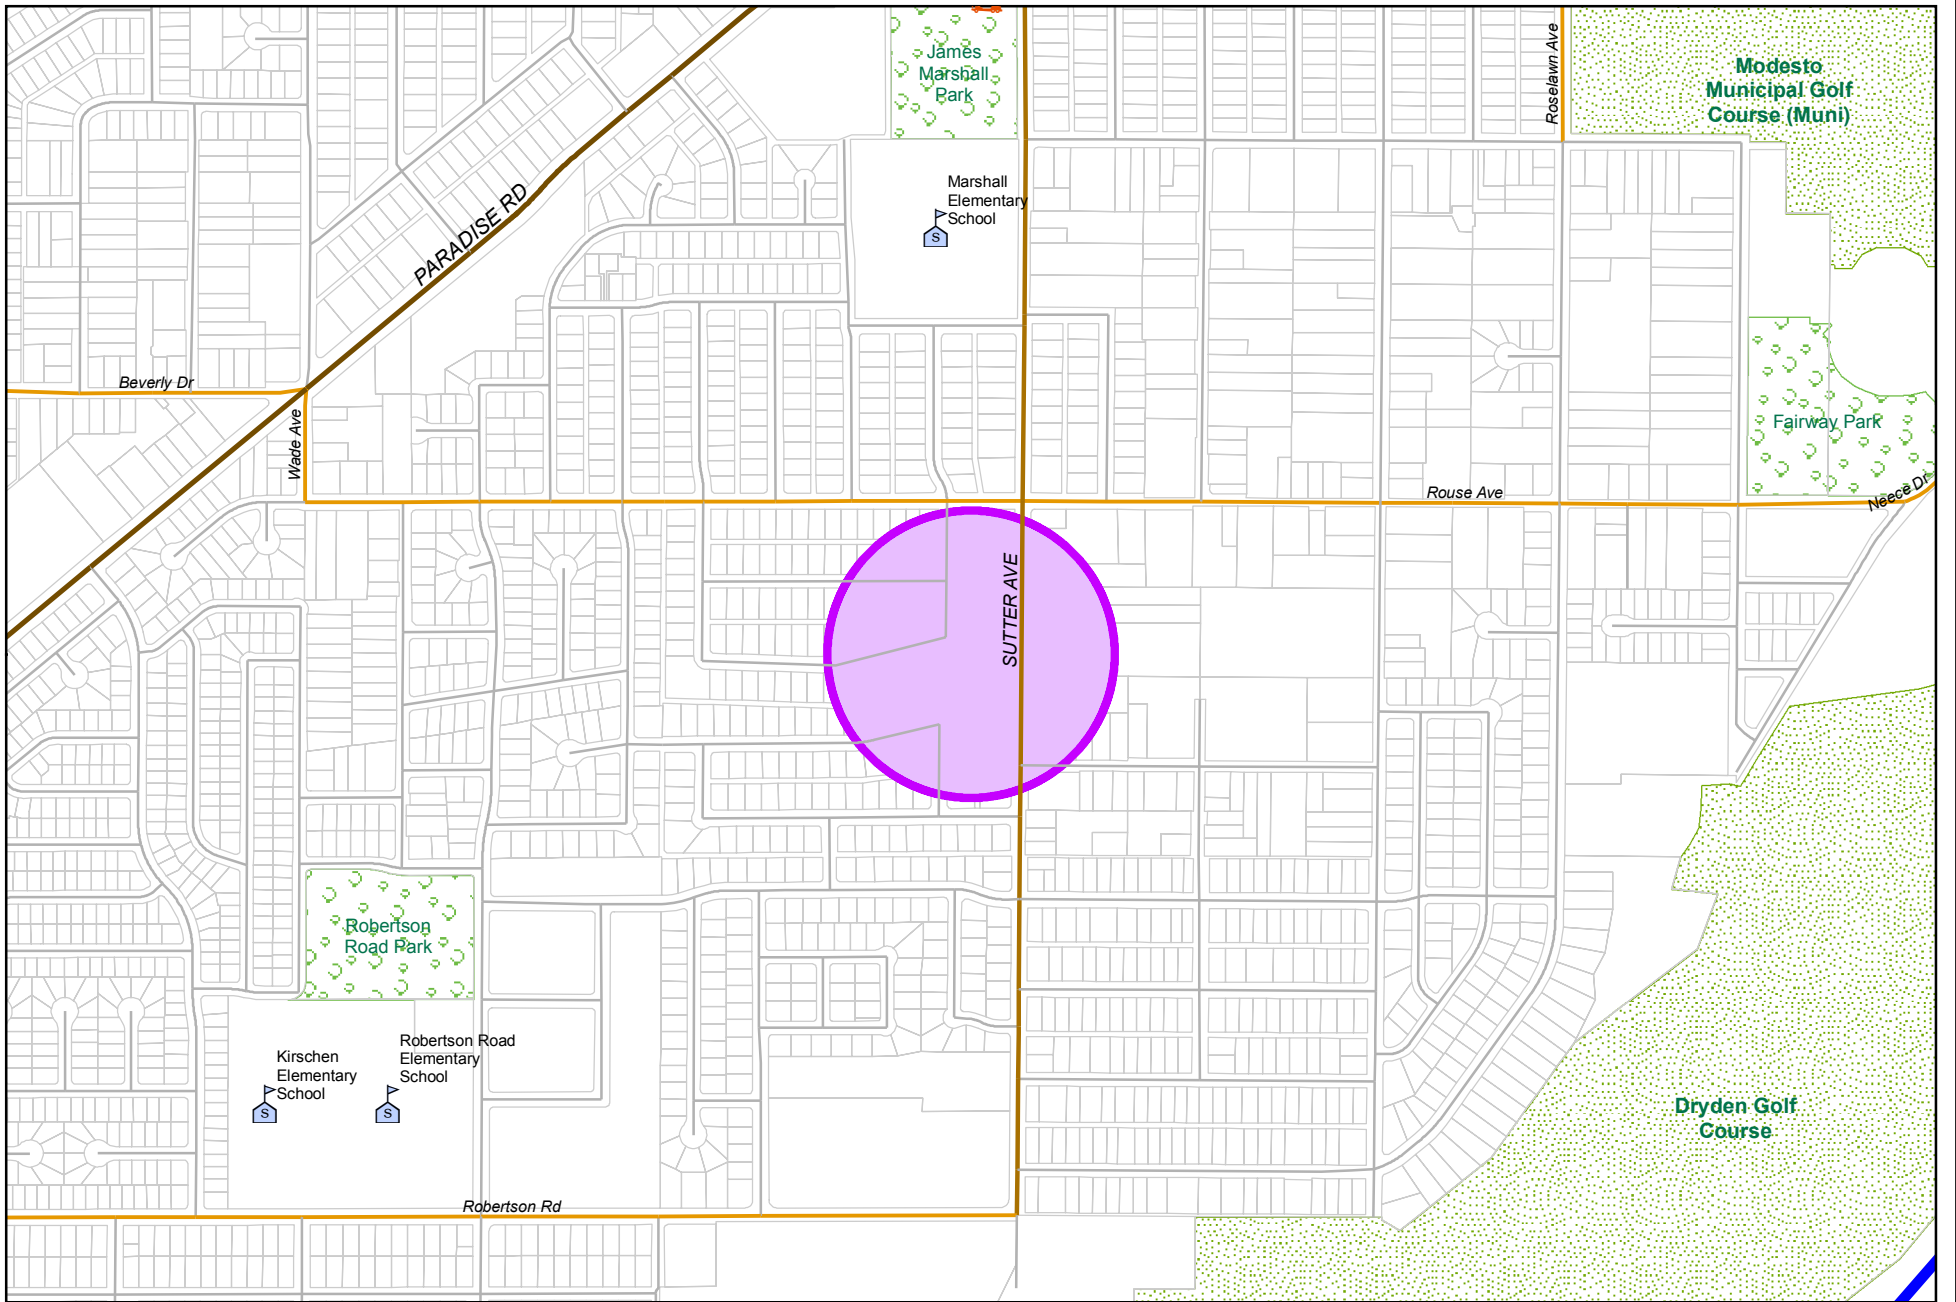 James
Marshall
Park
Roselawn Ave
Modesto
Municipal Golf
Course (Muni)
Marshall
Elementary
School
S
PARADISE RD
Beverly Dr
Wade Ave
Fairway Park
Rouse Ave
Neece Dr
SUTTER AVE
Robertson
Road Park
Kirschen
Elementary
School
S
Robertson Road
Elementary
School
S
Dryden Golf
Course
Robertson Rd